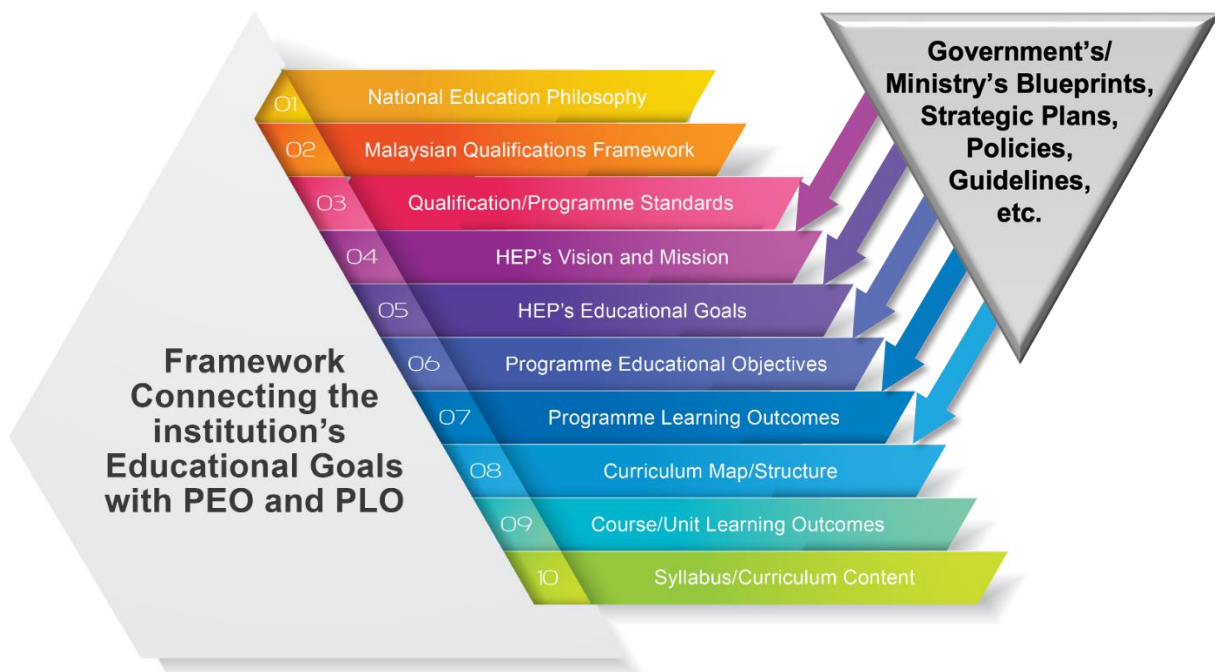 Government's/
Ministry's Blueprints,
Strategic Plans,
Policies,
Guidelines,
etc.
01 National Education Philosophy
02 Malaysian Qualifications Framework
03 Qualification/Programme Standards
04 HEP's Vision and Mission
05 HEP's Educational Goals
06 Programme Educational Objectives
07 Programme Learning Outcomes
08 Curriculum Map/Structure
09 Course/Unit Learning Outcomes
10 Syllabus/Curriculum Content
Framework
Connecting the
institution's
Educational Goals
with PEO and PLO